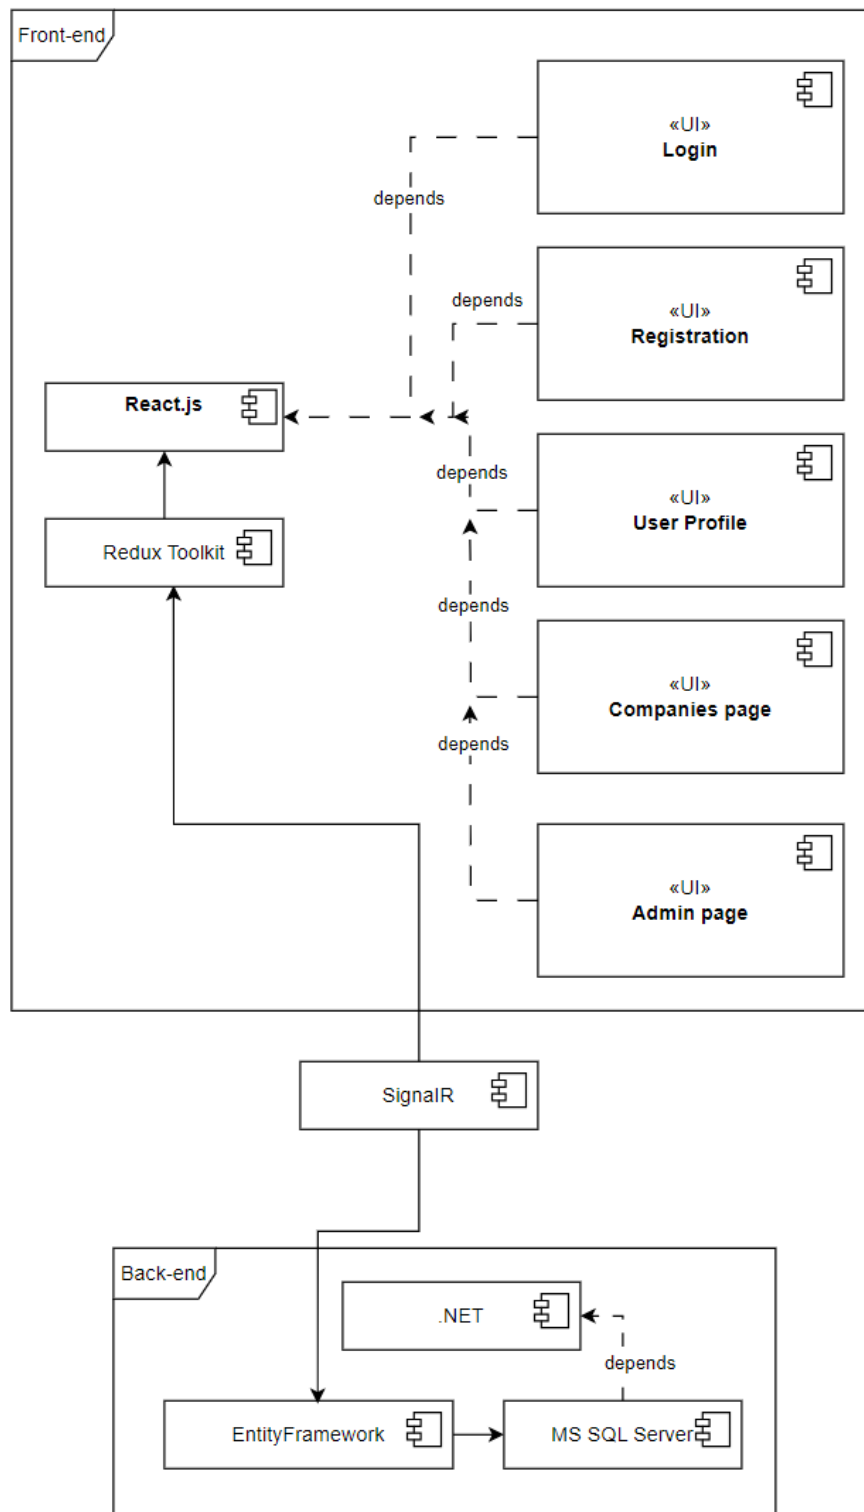 Front-end
«UI»
Login
depends
«UI»
Registration
depends
React.js
«UI»
User Profile
depends
Redux Toolkit
«UI»
Companies page
depends
«UI»
Admin page
depends
SignalR
Back-end
.NET
depends
EntityFramework
MS SQL Server